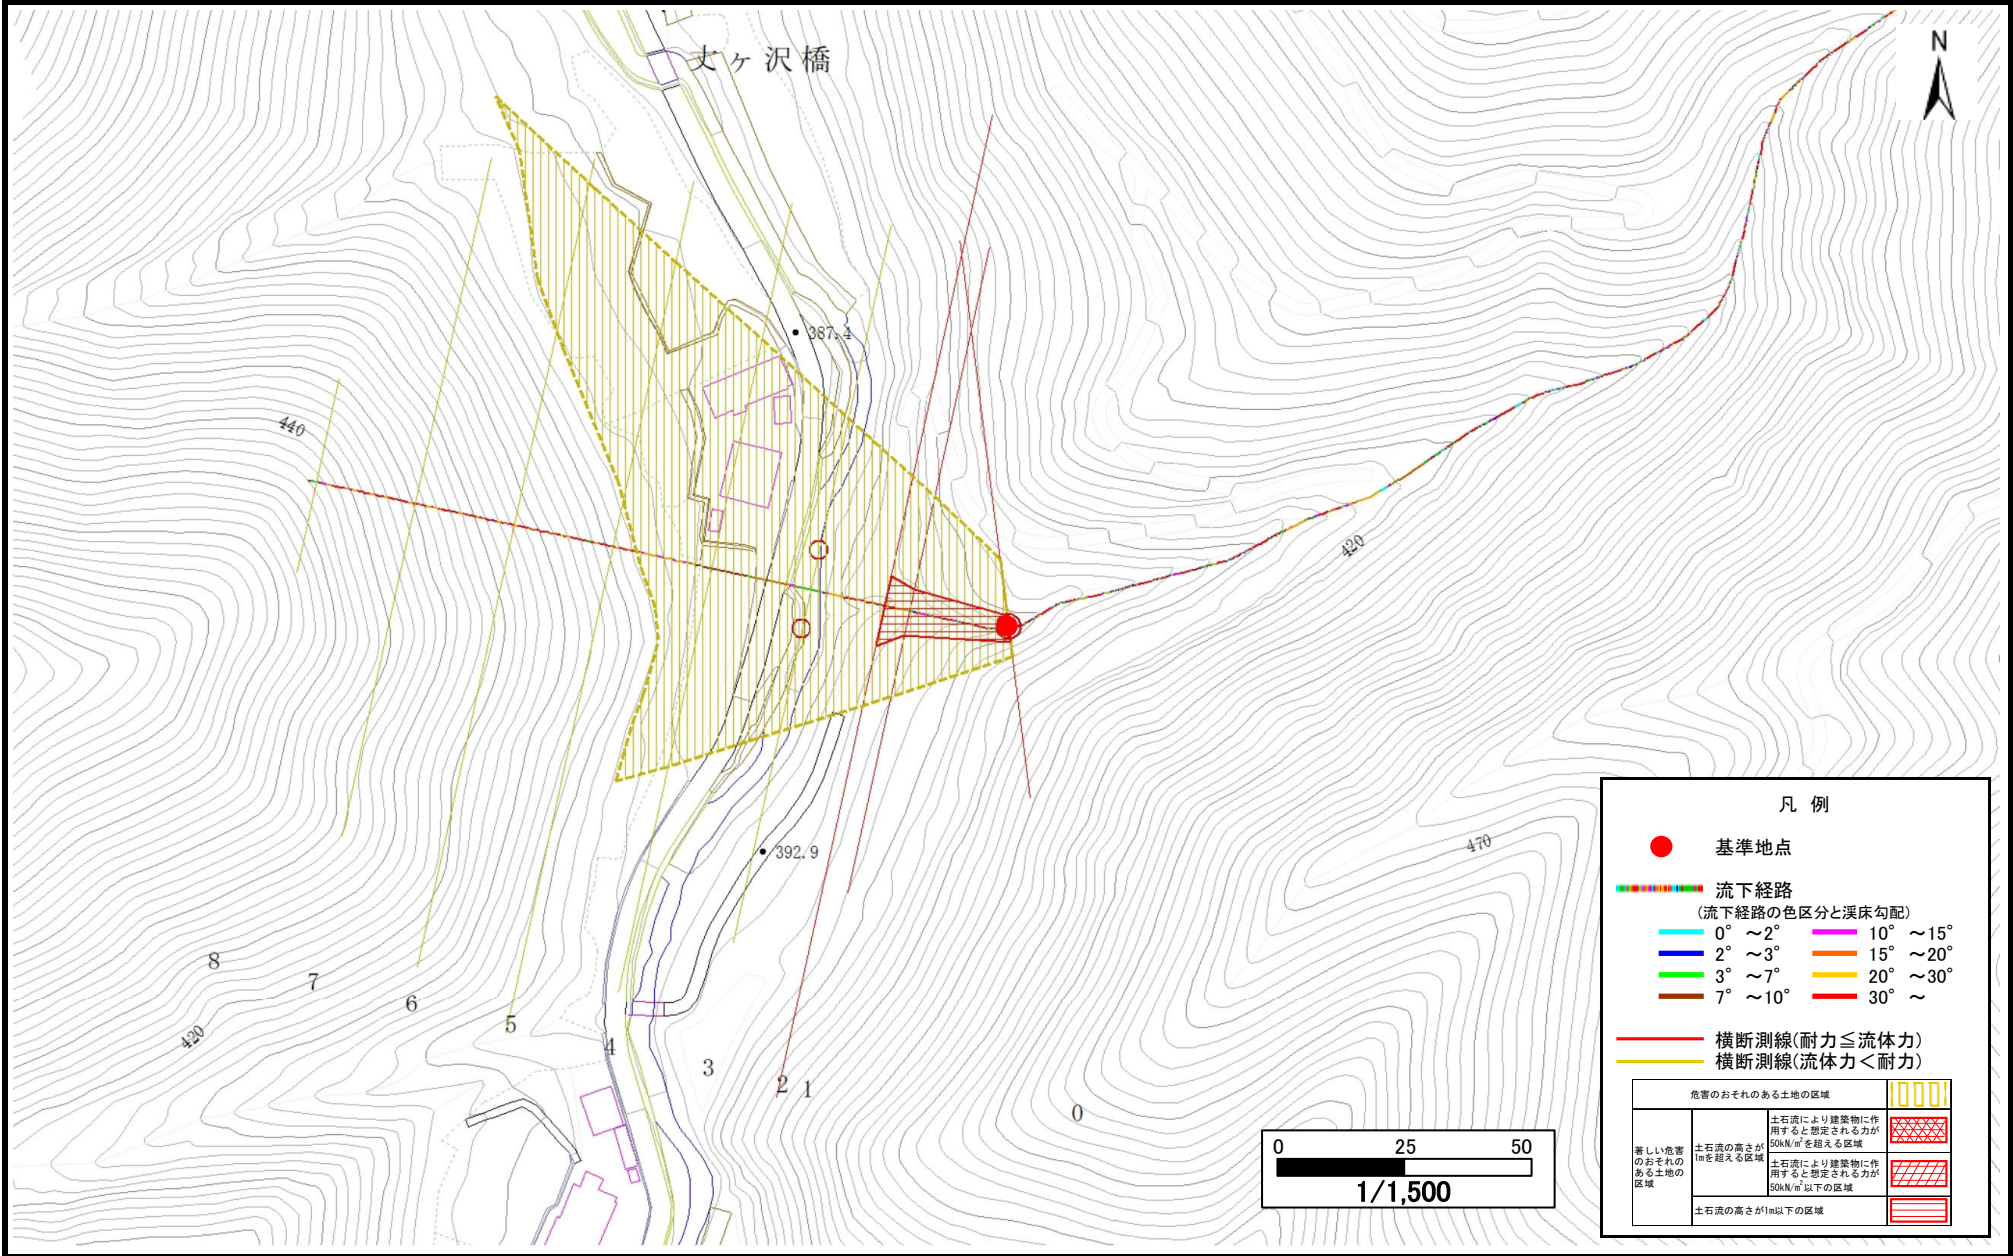 丈ヶ沢橋
N
387.4
440
420
392.9
470
8
7
6
5
4
3
2
1
0
420
0 25 50
1/1,500
凡 例
基準地点
流下経路
(流下経路の色区分と渓床勾配)
0° ～2° 10° ～15°
2° ～3° 15° ～20°
3° ～7° 20° ～30°
7° ～10° 30° ～
横断測線(耐力≦流体力)
横断測線(流体力＜耐力)
危害のおそれのある土地の区域
著しい危害
のおそれの
ある土地の
区域
土石流の高さが
1mを超える区域
土石流により建築物に作
用すると想定される力が
50kN/m²を超える区域
土石流により建築物に作
用すると想定される力が
50kN/m²以下の区域
土石流の高さが1m以下の区域